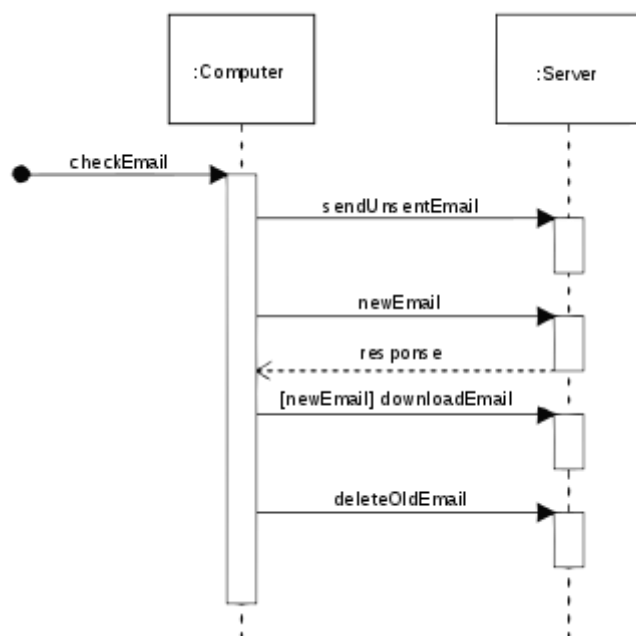 :Computer
:Server
checkEmail
sendUnsentEmail
newEmail
response
[newEmail] downloadEmail
deleteOldEmail